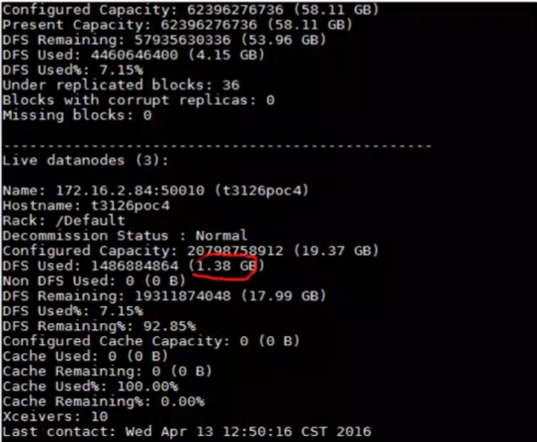 Configured Capacity: 62396276736 (58.11 GB)
Present Capacity: 62396276736 (58.11 GB)
DFS Remaining: 57935630336 (53.96 GB)
DFS Used: 4460646400 (4.15 GB)
DFS Used%: 7.15%
Under replicated blocks: 36
Blocks with corrupt replicas: 0
Missing blocks: 0
-------------------------------------------------
Live datanodes (3):
Name: 172.16.2.84:50010 (t3126poc4)
Hostname: t3126poc4
Rack: /Default
Decommission Status : Normal
Configured Capacity: 20798758912 (19.37 GB)
DFS Used: 1486884864 (1.38 GB)
Non DFS Used: 0 (0 B)
DFS Remaining: 19311874048 (17.99 GB)
DFS Used%: 7.15%
DFS Remaining%: 92.85%
Configured Cache Capacity: 0 (0 B)
Cache Used: 0 (0 B)
Cache Remaining: 0 (0 B)
Cache Used%: 100.00%
Cache Remaining%: 0.00%
Xceivers: 10
Last contact: Wed Apr 13 12:50:16 CST 2016